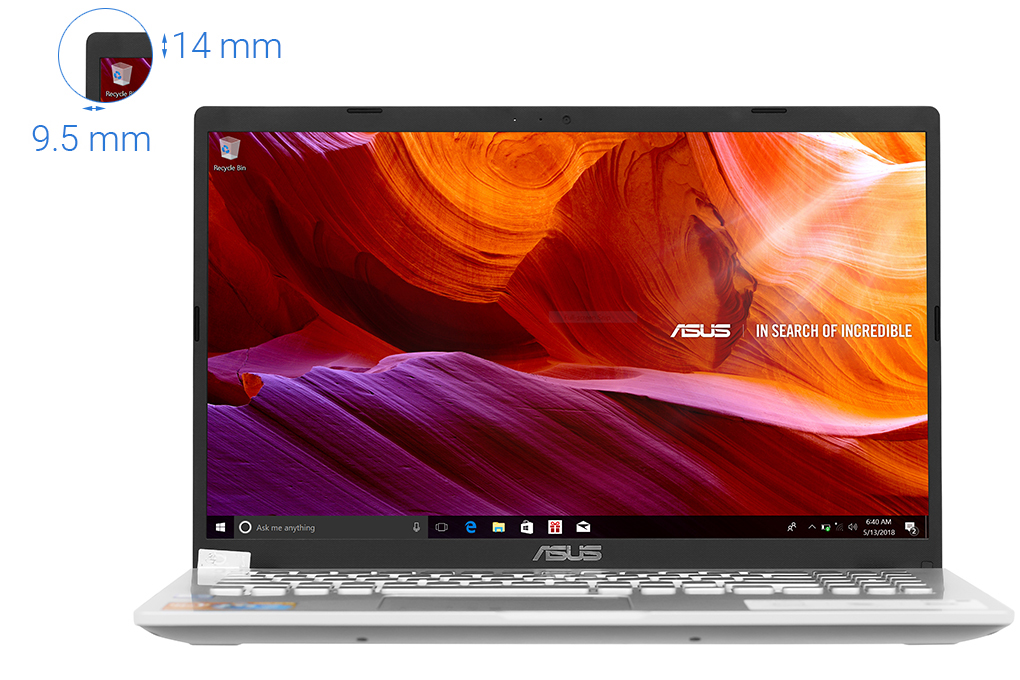 14 mm
Recycle Bi
9.5 mm
Recycle Bin
ASUS | IN SEARCH OF INCREDIBLE
Ask me anything
6:40 AM
5/13/2018
2
ASUS